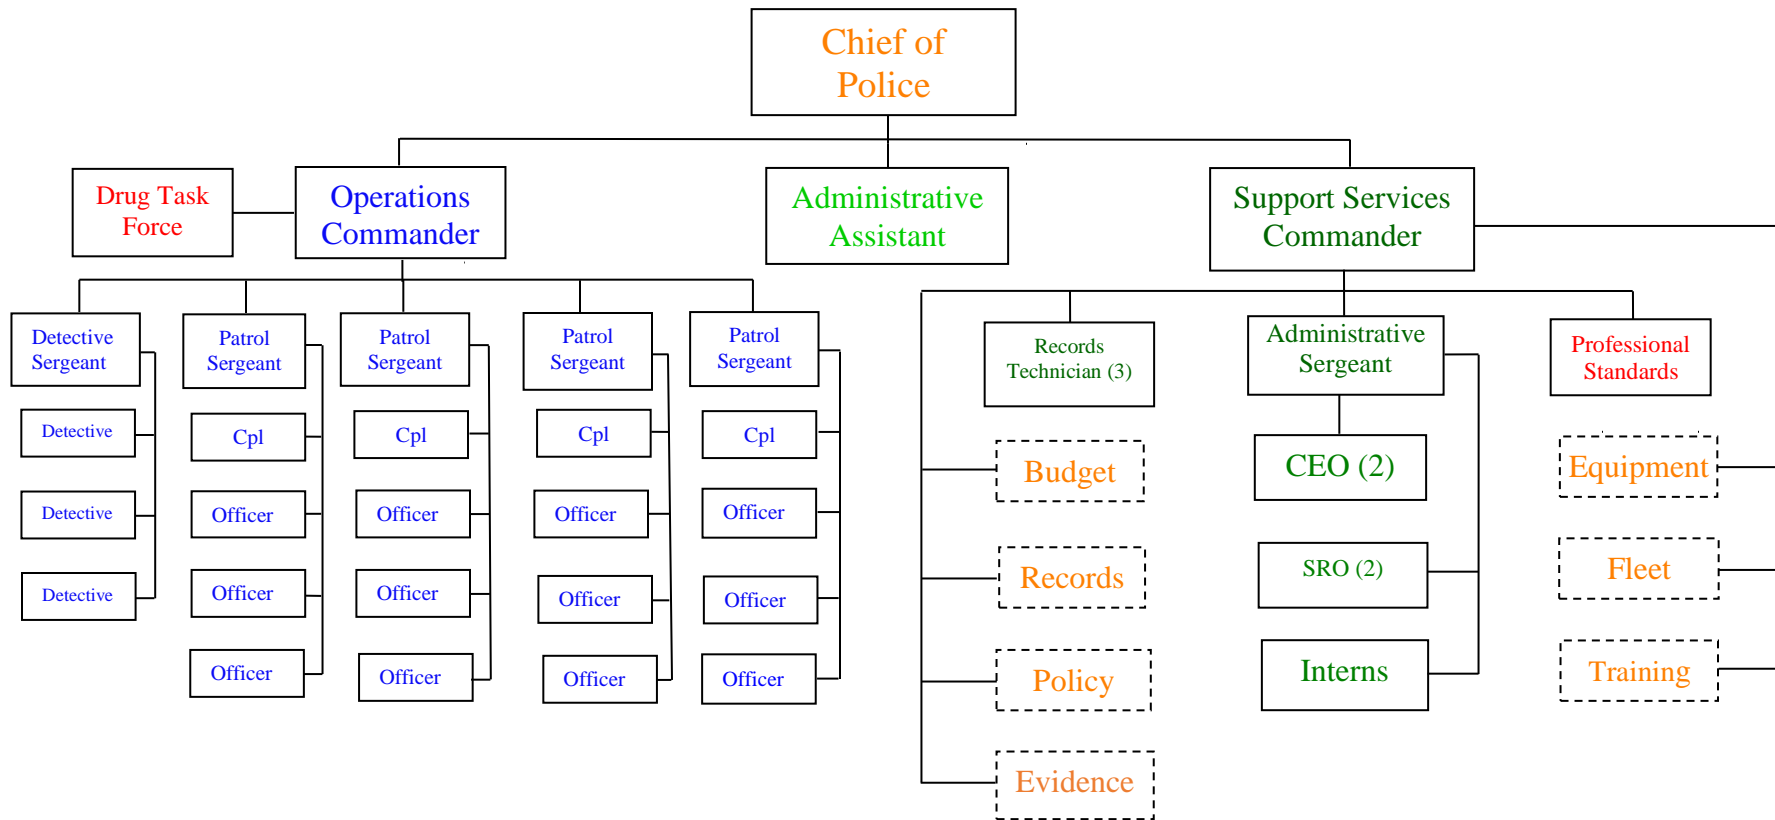 Chief of
Police
Drug Task
Force
Operations
Commander
Administrative
Assistant
Support Services
Commander
Detective
Sergeant
Patrol
Sergeant
Patrol
Sergeant
Patrol
Sergeant
Patrol
Sergeant
Records
Technician (3)
Administrative
Sergeant
Professional
Standards
Detective
Cpl
Cpl
Cpl
Cpl
Budget
CEO (2)
Equipment
Detective
Officer
Officer
Officer
Officer
Records
SRO (2)
Fleet
Detective
Officer
Officer
Officer
Officer
Policy
Interns
Training
Officer
Officer
Officer
Officer
Evidence